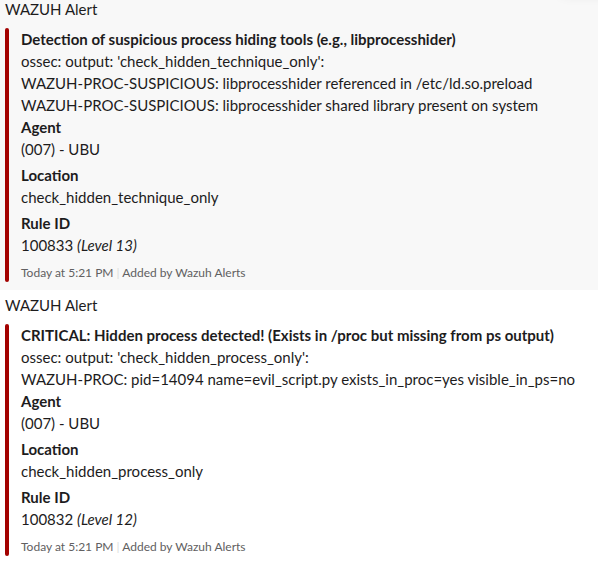 WAZUH Alerts
Detection of suspicious process hiding tools (e.g., libprocesshider)
ossec: output: 'check_hidden_technique_only':
WAZUH-PROC-SUSPICIOUS: libprocesshider referenced in /etc/ld.so.preload
WAZUH-PROC-SUSPICIOUS: libprocesshider shared library present on system
Agent
(007) - UBU
Location
check_hidden_technique_only
Rule ID
100833 (Level 13)
Today at 5:21 PM | Added by Wazuh Alerts
WAZUH Alert
CRITICAL: Hidden process detected! (Exists in /proc but missing from ps output)
ossec: output: 'check_hidden_process_only':
WAZUH-PROC: pid=14094 name=evil_script.py exists_in_proc=yes visible_in_ps=no
Agent
(007) - UBU
Location
check_hidden_process_only
Rule ID
100832 (Level 12)
Today at 5:21 PM | Added by Wazuh Alerts